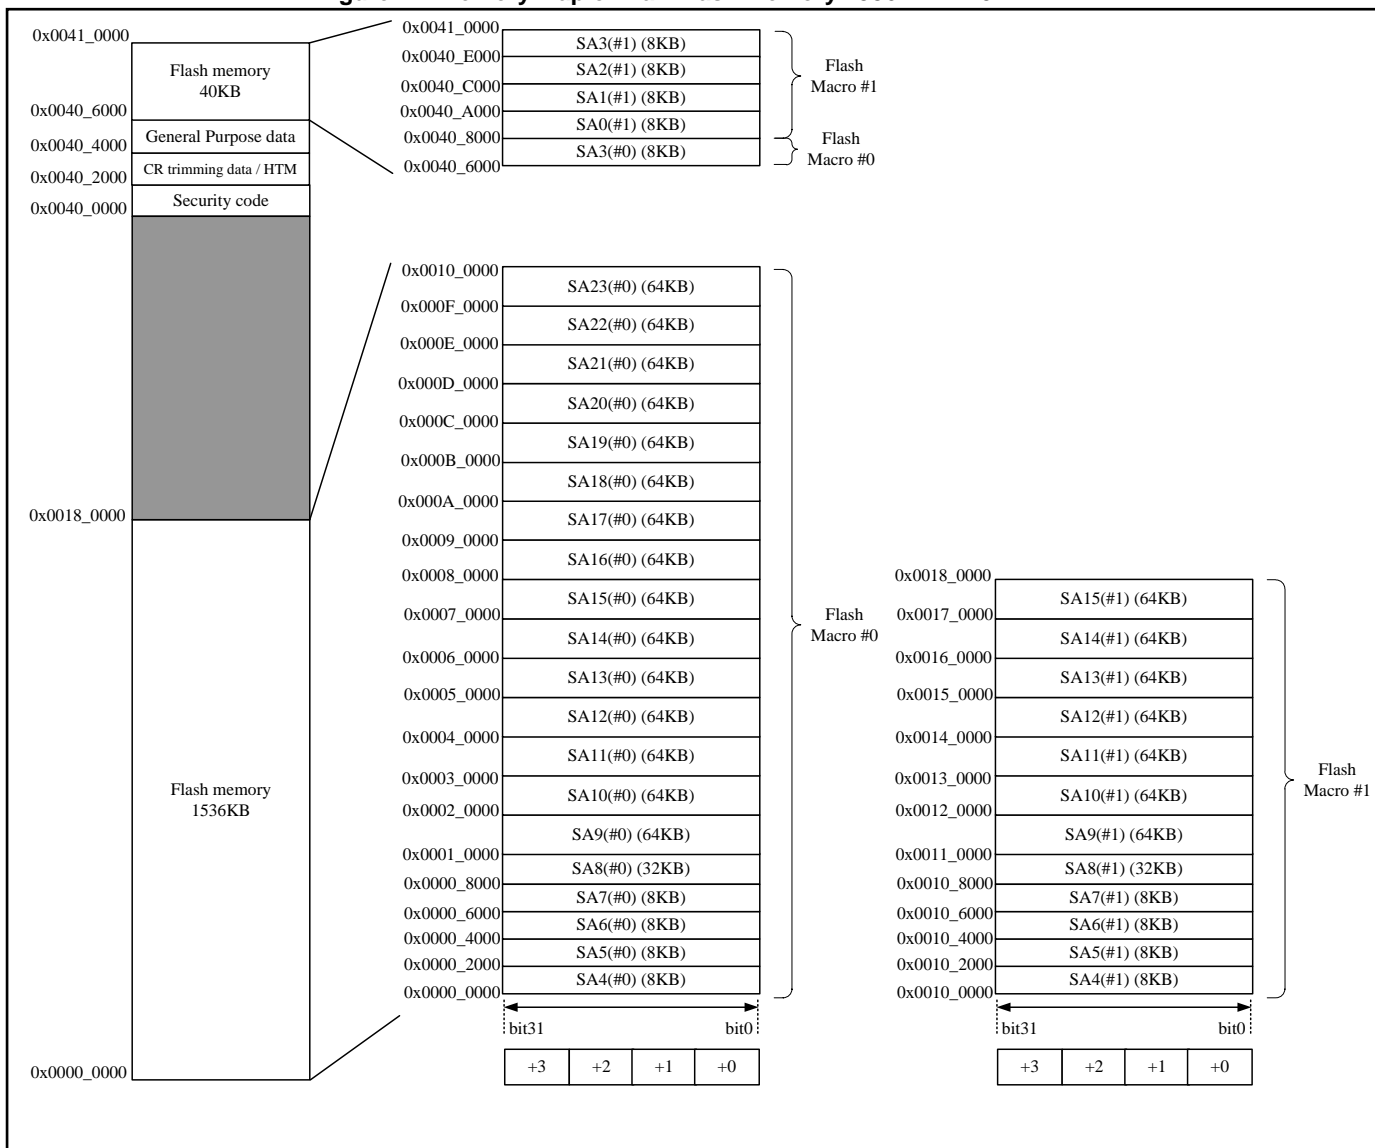 0x0041_0000
Flash memory
40KB
0x0040_6000
General Purpose data
0x0040_4000
CR trimming data / HTM
0x0040_2000
Security code
0x0040_0000
0x0018_0000
Flash memory
1536KB
0x0000_0000
0x0041_0000
SA3(#1) (8KB)
0x0040_E000
SA2(#1) (8KB)
0x0040_C000
SA1(#1) (8KB)
0x0040_A000
SA0(#1) (8KB)
0x0040_8000
SA3(#0) (8KB)
0x0040_6000
Flash
Macro #1
Flash
Macro #0
0x0010_0000
SA23(#0) (64KB)
0x000F_0000
SA22(#0) (64KB)
0x000E_0000
SA21(#0) (64KB)
0x000D_0000
SA20(#0) (64KB)
0x000C_0000
SA19(#0) (64KB)
0x000B_0000
SA18(#0) (64KB)
0x000A_0000
SA17(#0) (64KB)
0x0009_0000
SA16(#0) (64KB)
0x0008_0000
SA15(#0) (64KB)
0x0007_0000
SA14(#0) (64KB)
0x0006_0000
SA13(#0) (64KB)
0x0005_0000
SA12(#0) (64KB)
0x0004_0000
SA11(#0) (64KB)
0x0003_0000
SA10(#0) (64KB)
0x0002_0000
SA9(#0) (64KB)
0x0001_0000
SA8(#0) (32KB)
0x0000_8000
SA7(#0) (8KB)
0x0000_6000
SA6(#0) (8KB)
0x0000_4000
SA5(#0) (8KB)
0x0000_2000
SA4(#0) (8KB)
0x0000_0000
Flash
Macro #0
bit31 bit0
+3 +2 +1 +0
0x0018_0000
SA15(#1) (64KB)
0x0017_0000
SA14(#1) (64KB)
0x0016_0000
SA13(#1) (64KB)
0x0015_0000
SA12(#1) (64KB)
0x0014_0000
SA11(#1) (64KB)
0x0013_0000
SA10(#1) (64KB)
0x0012_0000
SA9(#1) (64KB)
0x0011_0000
SA8(#1) (32KB)
0x0010_8000
SA7(#1) (8KB)
0x0010_6000
SA6(#1) (8KB)
0x0010_4000
SA5(#1) (8KB)
0x0010_2000
SA4(#1) (8KB)
0x0010_0000
Flash
Macro #1
bit31 bit0
+3 +2 +1 +0